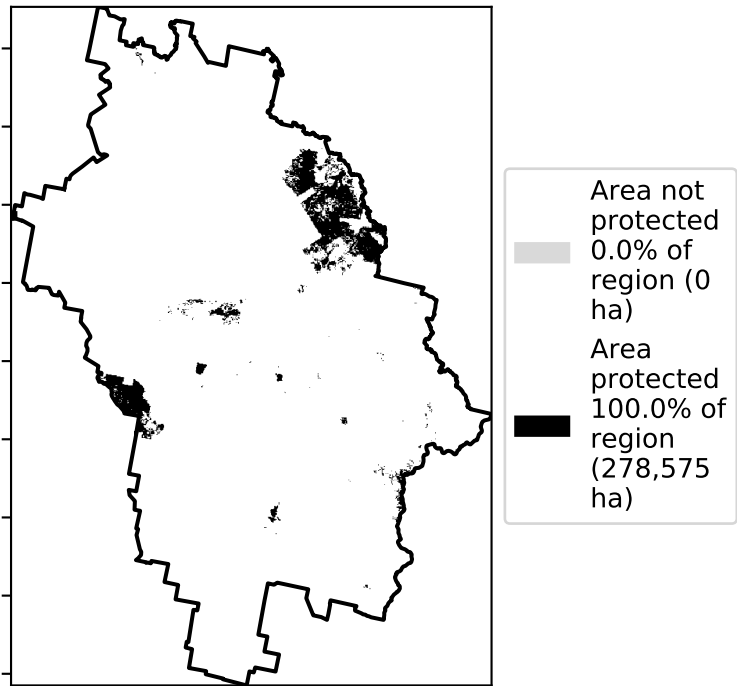 Area not
protected
0.0% of
region (0
ha)
Area
protected
100.0% of
region
(278,575
ha)